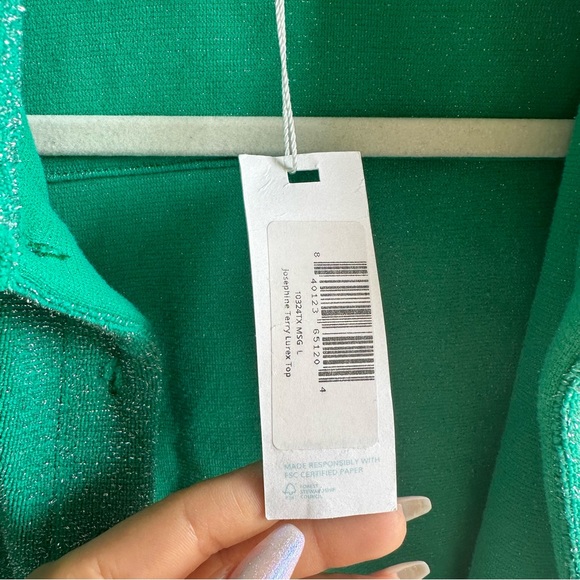 8 40123 65120 4
10324TX MSG L
Josephine Terry Lurex Top
MADE RESPONSIBLY WITH
FSC CERTIFIED PAPER